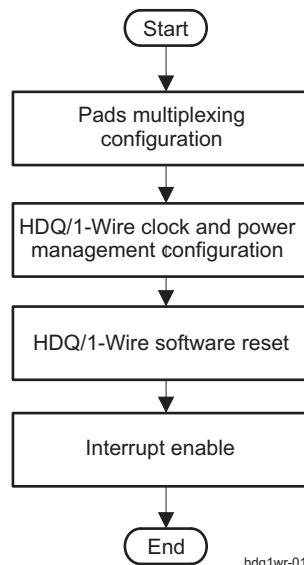 Start
Pads multiplexing
configuration
HDQ/1-Wire clock and power
management configuration
HDQ/1-Wire software reset
Interrupt enable
End
hdq1wr-01